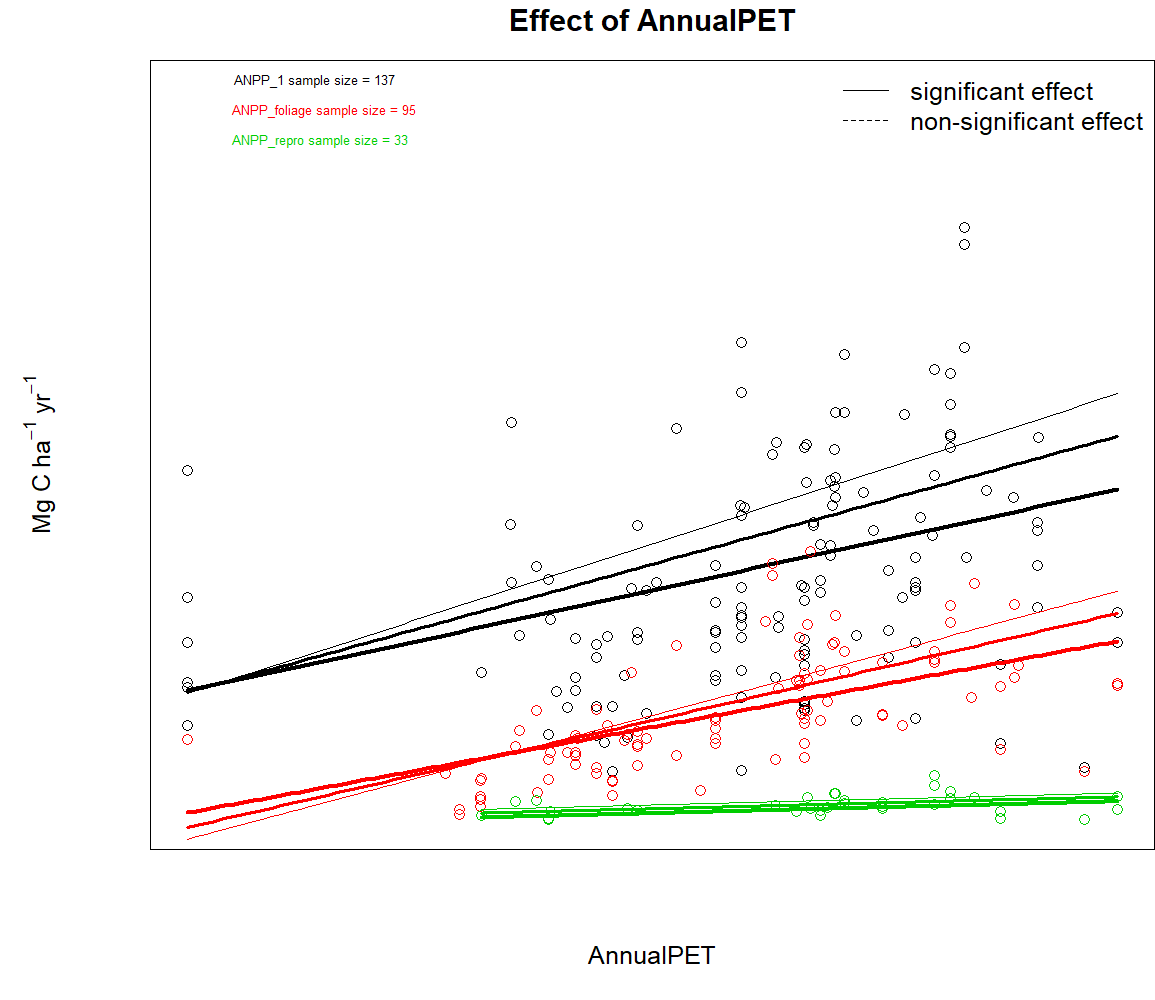 Effect of AnnualPET
ANPP_1 sample size = 137
ANPP_foliage sample size = 95
ANPP_repro sample size = 33
significant effect
non-significant effect
Mg C ha⁻¹ yr⁻¹
AnnualPET